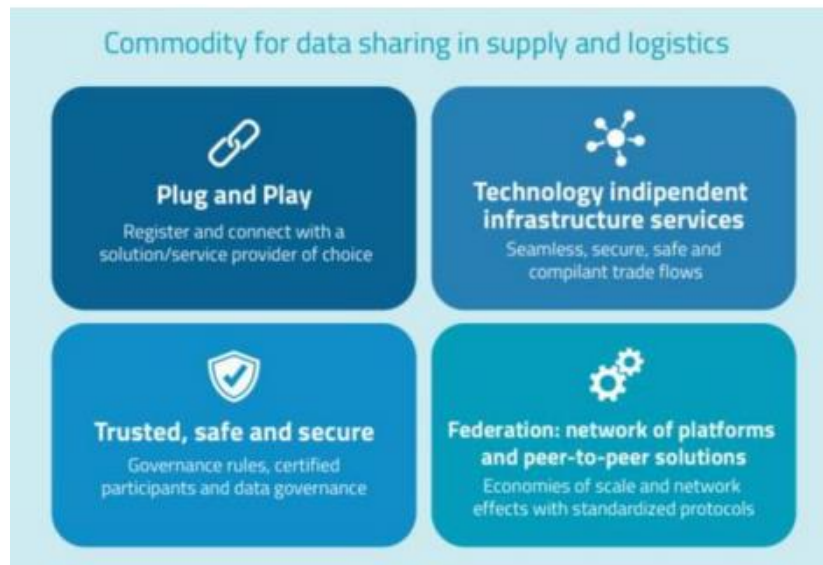 Commodity for data sharing in supply and logistics
Plug and Play
Register and connect with a
solution/service provider of choice
Technology indipendent
infrastructure services
Seamless, secure, safe and
compilant trade flows
Trusted, safe and secure
Governance rules, certified
participants and data governance
Federation: network of platforms
and peer-to-peer solutions
Economies of scale and network
effects with standardized protocols